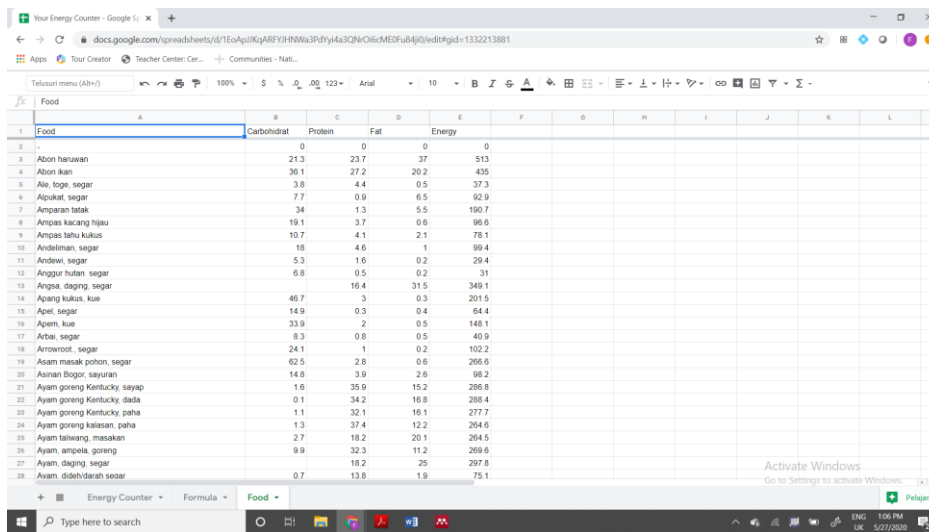 Your Energy Counter - Google S
docs.google.com/spreadsheets/d/1EoApJJKqARFYJHNWa3PdYyi4a3QNrOi6cME0Fu84ji0/edit#gid=1332213881
Apps Tour Creator Teacher Center: Cer... Communities - Nati...
Telusuri menu (Alt+/) 100% $ % .0 .00 123 Arial 10 B I S A
fx Food
A B C D E F G H I J K L
1 Food Carbohidrat Protein Fat Energy
2 - 0 0 0 0
3 Abon haruwan 21.3 23.7 37 513
4 Abon ikan 36.1 27.2 20.2 435
5 Ale, toge, segar 3.8 4.4 0.5 37.3
6 Alpukat, segar 7.7 0.9 6.5 92.9
7 Amparan tatak 34 1.3 5.5 190.7
8 Ampas kacang hijau 19.1 3.7 0.6 96.6
9 Ampas tahu kukus 10.7 4.1 2.1 78.1
10 Andeliman, segar 18 4.6 1 99.4
11 Andewi, segar 5.3 1.6 0.2 29.4
12 Anggur hutan. segar 6.8 0.5 0.2 31
13 Angsa, daging, segar 16.4 31.5 349.1
14 Apang kukus, kue 46.7 3 0.3 201.5
15 Apel, segar 14.9 0.3 0.4 64.4
16 Apem, kue 33.9 2 0.5 148.1
17 Arbai, segar 8.3 0.8 0.5 40.9
18 Arrowroot., segar 24.1 1 0.2 102.2
19 Asam masak pohon, segar 62.5 2.8 0.6 266.6
20 Asinan Bogor, sayuran 14.8 3.9 2.6 98.2
21 Ayam goreng Kentucky, sayap 1.6 35.9 15.2 286.8
22 Ayam goreng Kentucky, dada 0.1 34.2 16.8 288.4
23 Ayam goreng Kentucky, paha 1.1 32.1 16.1 277.7
24 Ayam goreng kalasan, paha 1.3 37.4 12.2 264.6
25 Ayam taliwang, masakan 2.7 18.2 20.1 264.5
26 Ayam, ampela, goreng 9.9 32.3 11.2 269.6
27 Ayam, daging, segar 18.2 25 297.8
28 Ayam, dideh/darah segar 0.7 13.8 1.9 75.1
Activate Windows
Go to Settings to activate Windows.
Energy Counter Formula Food Pelajar
Type here to search ENG 1:06 PM
UK 5/27/2020